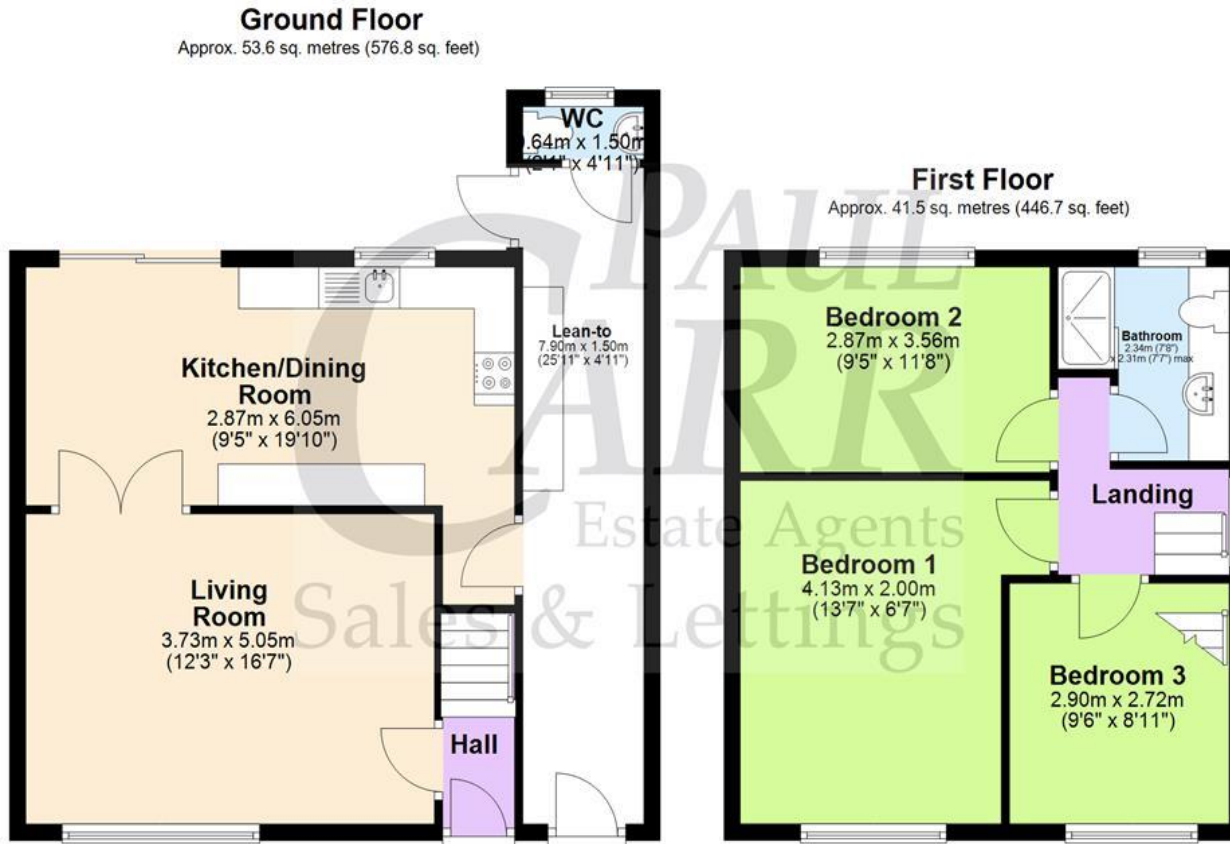 Ground Floor
Approx. 53.6 sq. metres (576.8 sq. feet)
WC
.64m x 1.50m
(2'1" x 4'11")
Kitchen/Dining
Room
2.87m x 6.05m
(9'5" x 19'10")
Lean-to
7.90m x 1.50m
(25'11" x 4'11")
Living
Room
3.73m x 5.05m
(12'3" x 16'7")
Hall
First Floor
Approx. 41.5 sq. metres (446.7 sq. feet)
Bedroom 2
2.87m x 3.56m
(9'5" x 11'8")
Bathroom
2.34m (7'8")
x 2.31m (7'7") max
Landing
Bedroom 1
4.13m x 2.00m
(13'7" x 6'7")
Bedroom 3
2.90m x 2.72m
(9'6" x 8'11")
PAUL
CARR
Estate Agents
Sales & Lettings